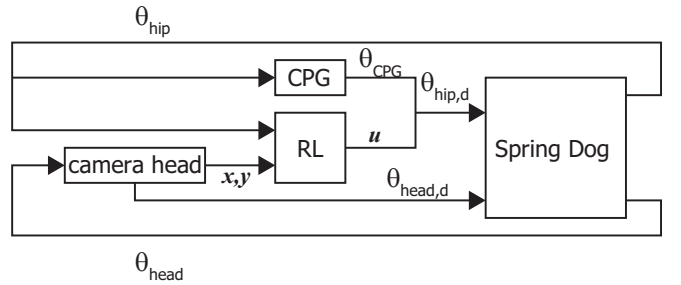 θhip
CPG
θCPG
θhip,d
RL
u
Spring Dog
camera head
x,y
θhead,d
θhead